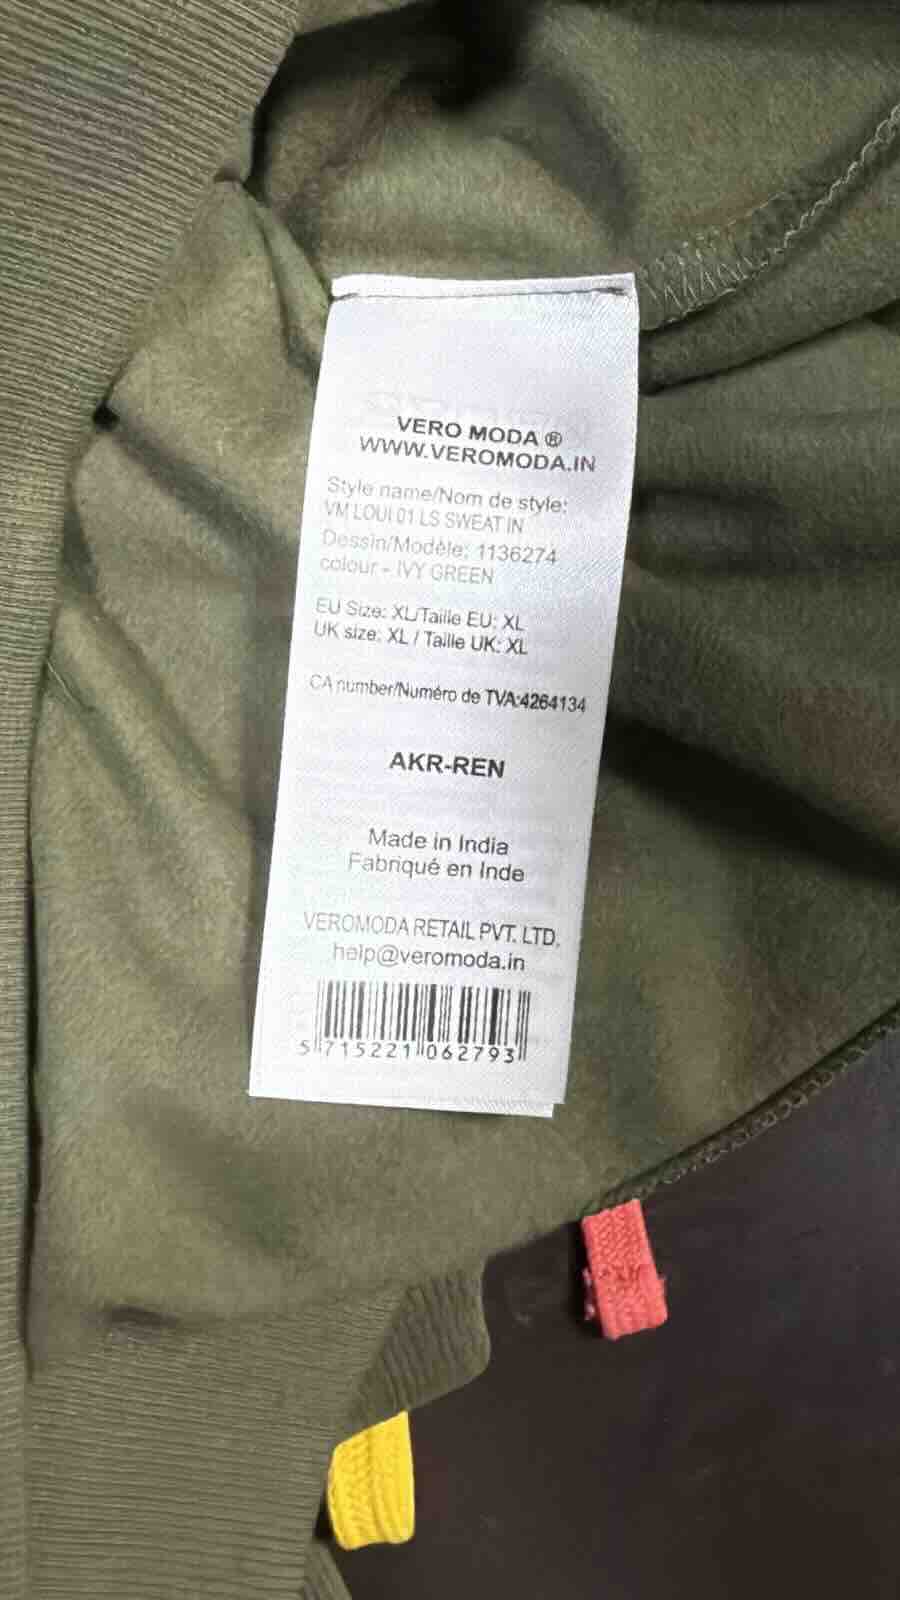 VERO MODA ®
WWW.VEROMODA.IN
Style name/Nom de style:
VM LOUI 01 LS SWEAT IN
Dessin/Modèle: 1136274
colour - IVY GREEN
EU Size: XL/Taille EU: XL
UK size: XL / Taille UK: XL
CA number/Numéro de TVA:4264134
AKR-REN
Made in India
Fabriqué en Inde
VEROMODA RETAIL PVT. LTD.
help@veromoda.in
5 715221 062793